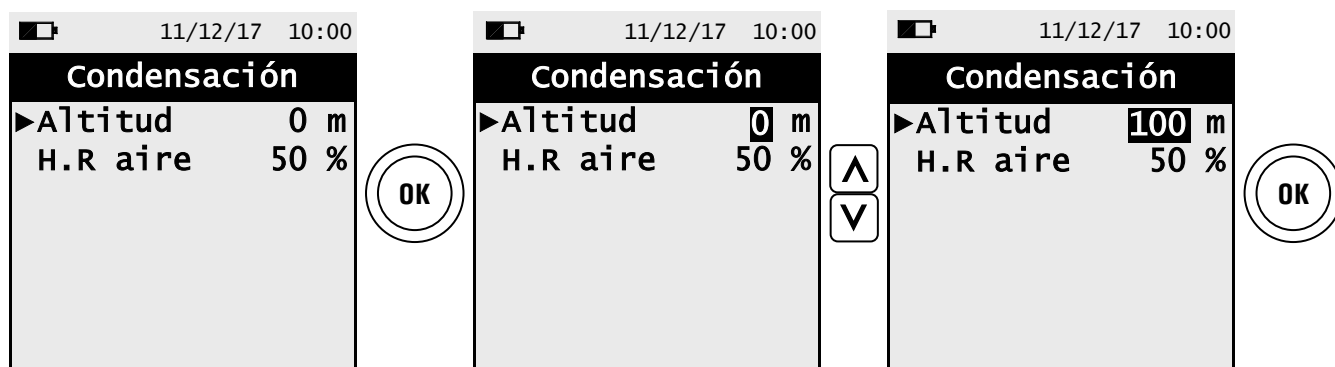 11/12/17 10:00
Condensación
►Altitud 0 m
H.R aire 50 %
OK
11/12/17 10:00
Condensación
►Altitud 0 m
H.R aire 50 %
11/12/17 10:00
Condensación
►Altitud 100 m
H.R aire 50 %
OK